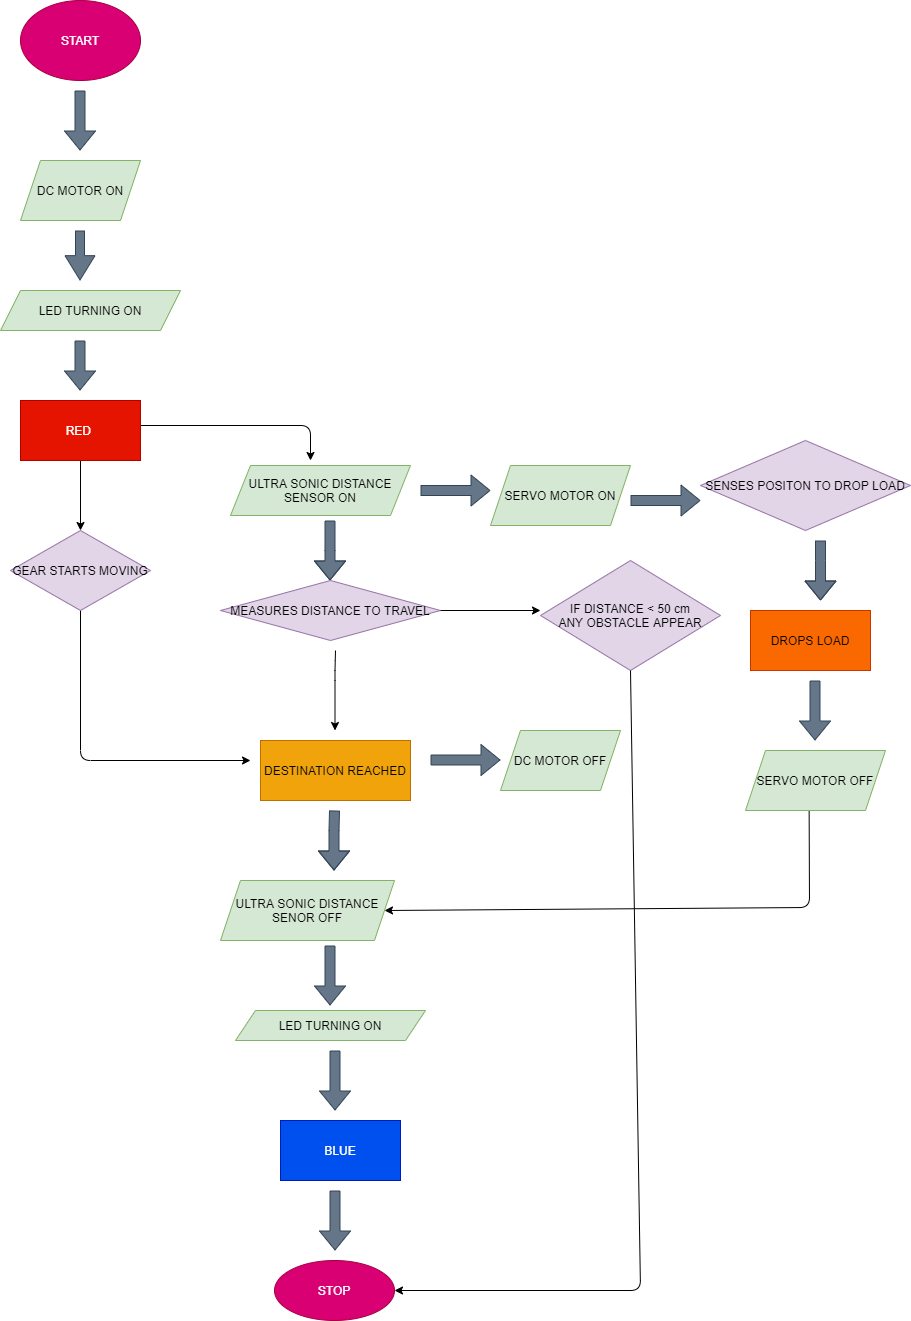 START
DC MOTOR ON
LED TURNING ON
RED
ULTRA SONIC DISTANCE
SENSOR ON
SERVO MOTOR ON
SENSES POSITON TO DROP LOAD
GEAR STARTS MOVING
MEASURES DISTANCE TO TRAVEL
IF DISTANCE < 50 cm
ANY OBSTACLE APPEAR
DROPS LOAD
DESTINATION REACHED
DC MOTOR OFF
SERVO MOTOR OFF
ULTRA SONIC DISTANCE
SENOR OFF
LED TURNING ON
BLUE
STOP